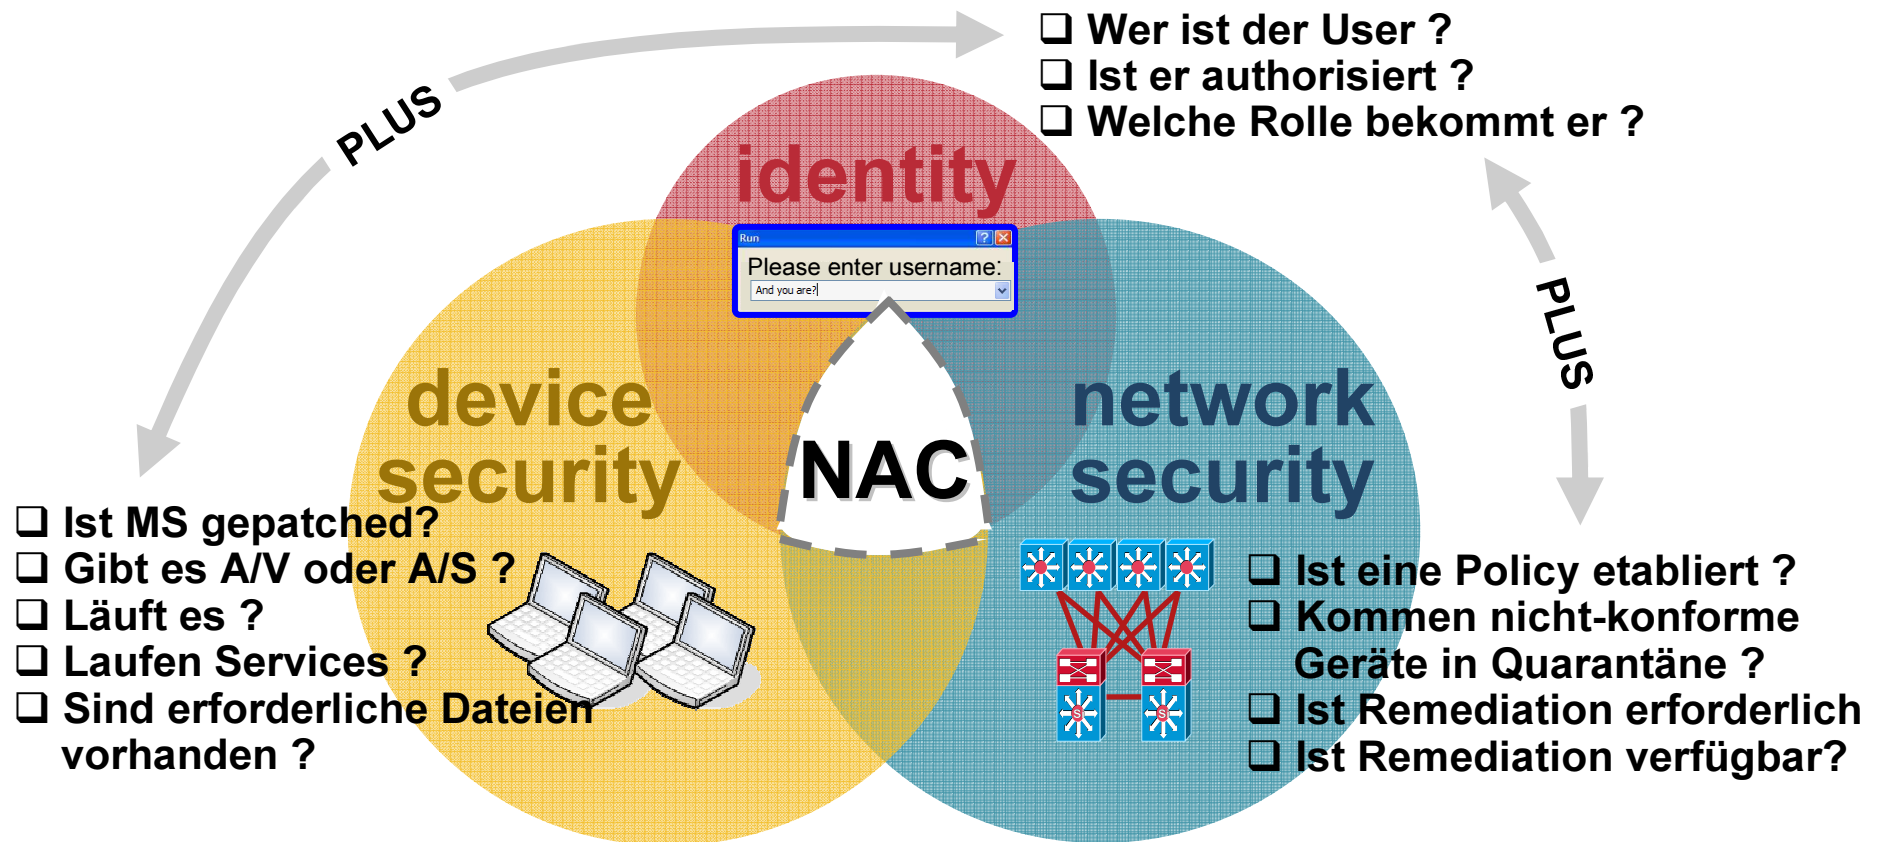 ❑ Wer ist der User ?
❑ Ist er authorisiert ?
❑ Welche Rolle bekommt er ?
PLUS
identity
Run
Please enter username:
And you are?
PLUS
device
security
NAC
network
security
❑ Ist MS gepatched?
❑ Gibt es A/V oder A/S ?
❑ Läuft es ?
❑ Laufen Services ?
❑ Sind erforderliche Dateien
vorhanden ?
❑ Ist eine Policy etabliert ?
❑ Kommen nicht-konforme
Geräte in Quarantäne ?
❑ Ist Remediation erforderlich
❑ Ist Remediation verfügbar?
S
S